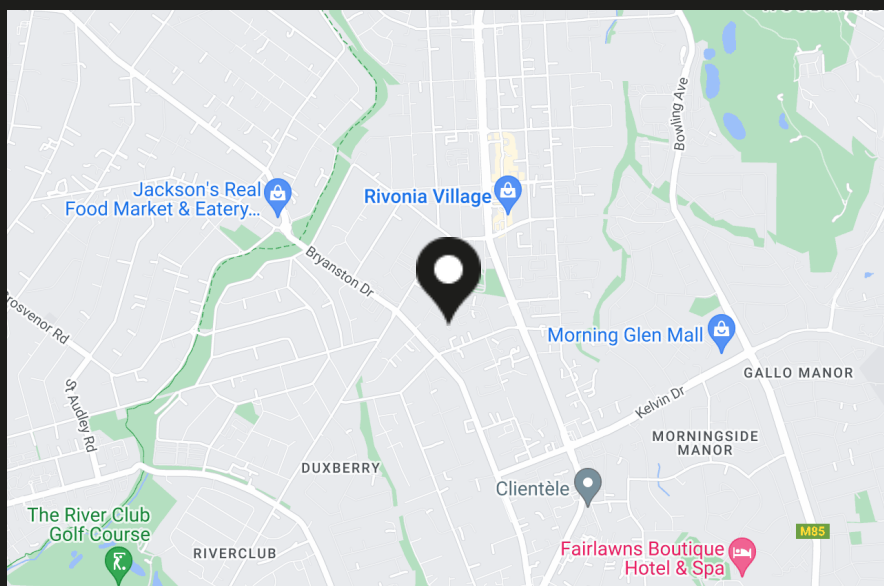 Bowling Ave
Jackson's Real
Food Market & Eatery...
Rivonia Village
Bryanston Dr
Grosvenor Rd
Morning Glen Mall
GALLO MANOR
St Audley Rd
Kelvin Dr
MORNINGSIDE
MANOR
DUXBERRY
Clientèle
The River Club
Golf Course
M85
RIVERCLUB
Fairlawns Boutique
Hotel & Spa